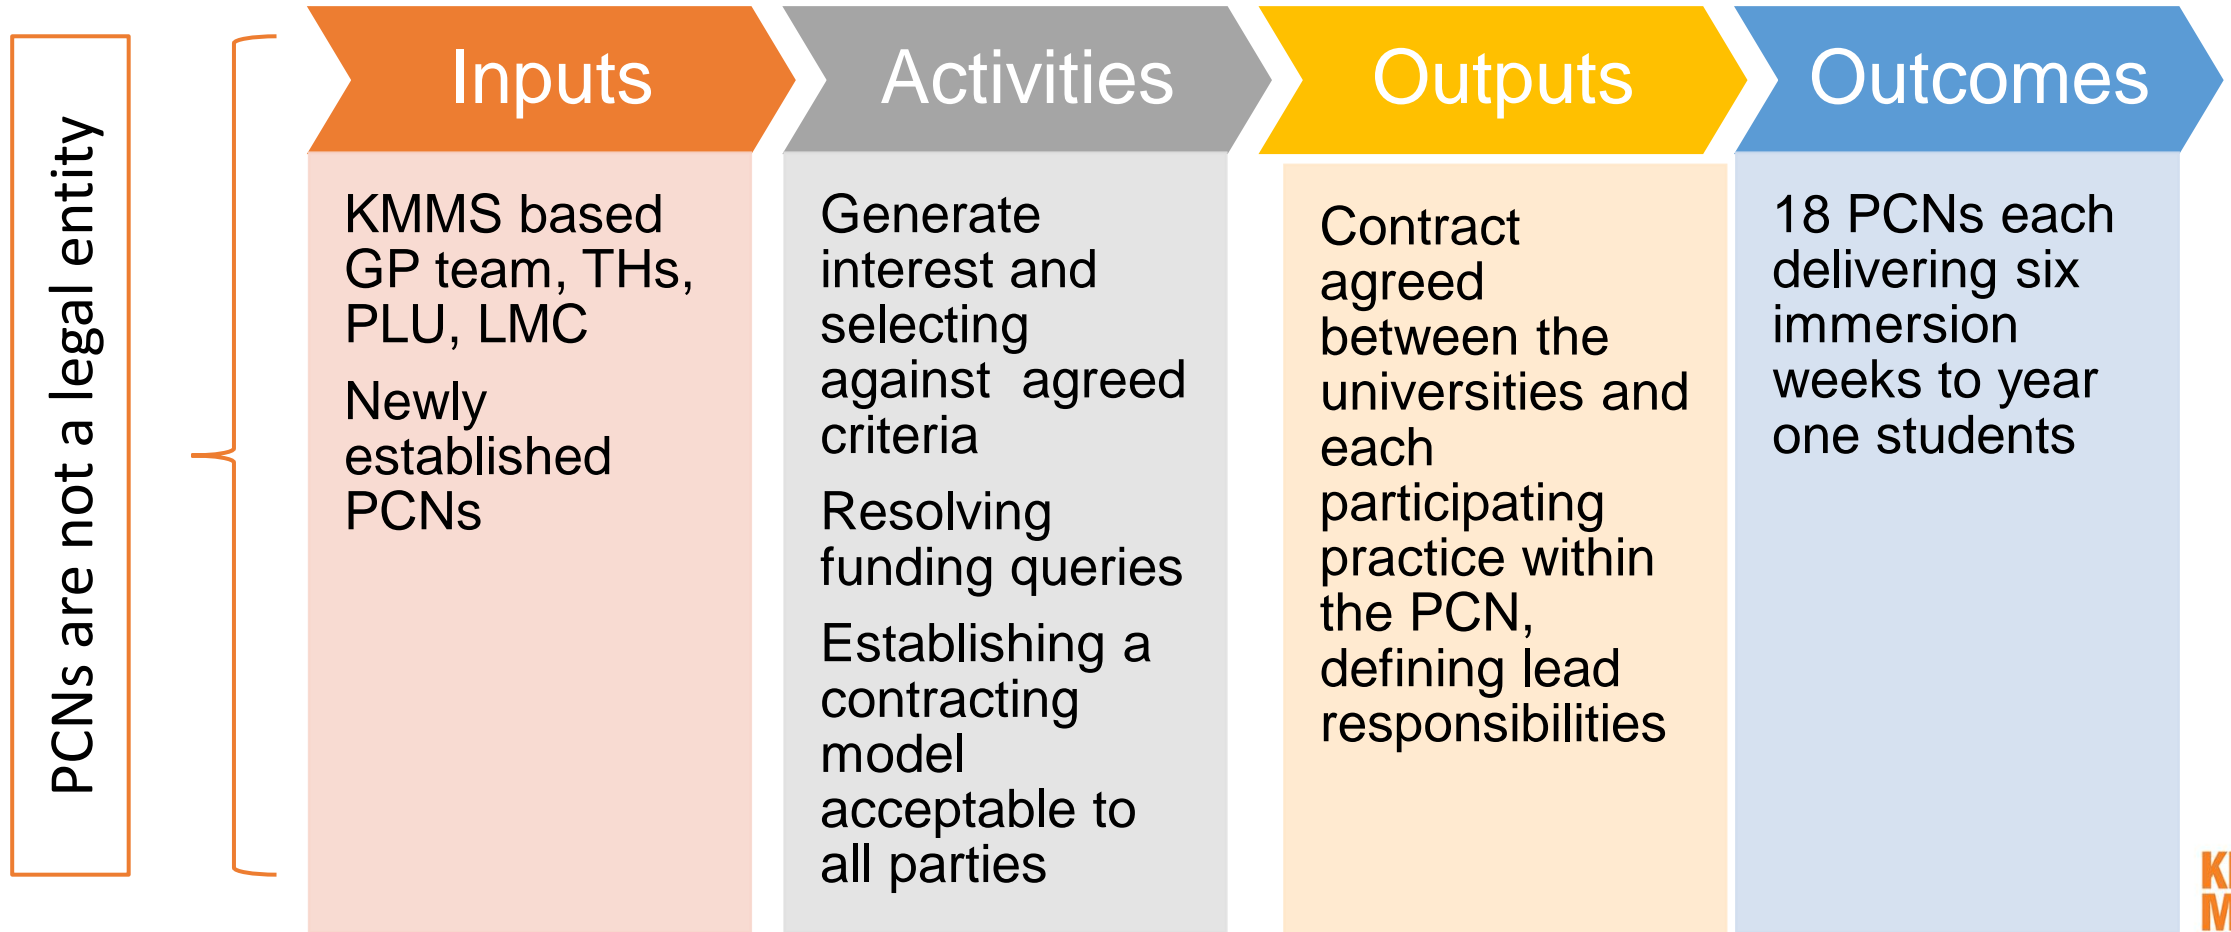 PCNs are not a legal entity
Inputs
KMMS based
GP team, THs,
PLU, LMC
Newly
established
PCNs
Activities
Generate
interest and
selecting
against  agreed
criteria
Resolving
funding queries
Establishing a
contracting
model
acceptable to
all parties
Outputs
Contract
agreed
between the
universities and
each
participating
practice within
the PCN,
defining lead
responsibilities
Outcomes
18 PCNs each
delivering six
immersion
weeks to year
one students